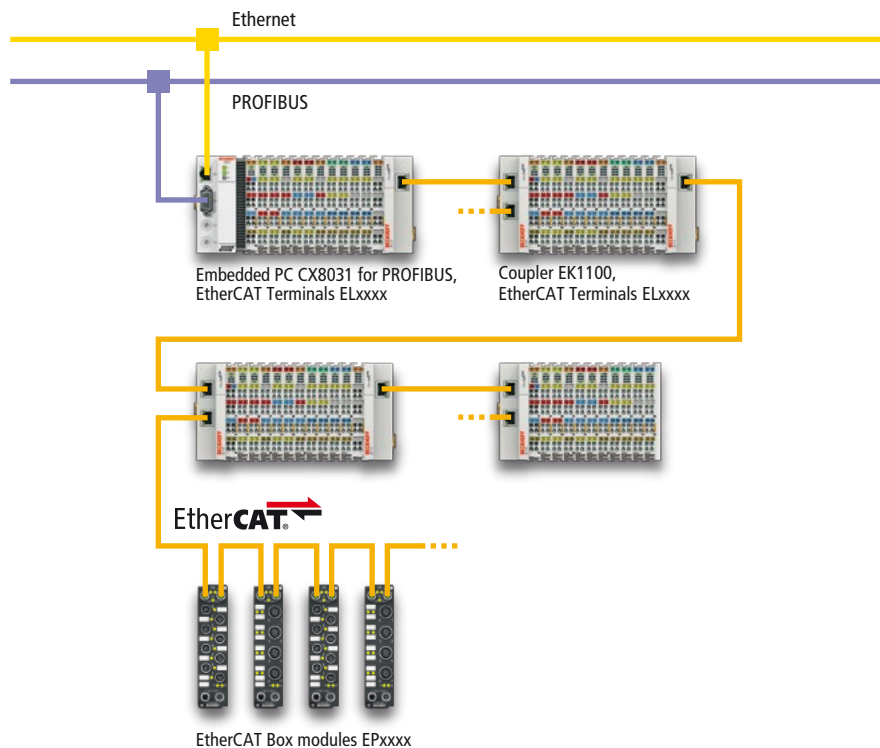 Ethernet
PROFIBUS
Embedded PC CX8031 for PROFIBUS,
EtherCAT Terminals ELxxxx
Coupler EK1100,
EtherCAT Terminals ELxxxx
EtherCAT®
EtherCAT Box modules EPxxxx